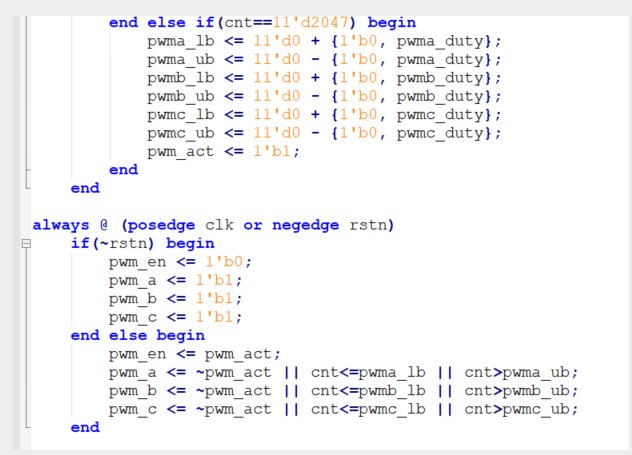 end else if(cnt==11'd2047) begin
pwma_lb <= 11'd0 + {1'b0, pwma_duty};
pwma_ub <= 11'd0 - {1'b0, pwma_duty};
pwmb_lb <= 11'd0 + {1'b0, pwmb_duty};
pwmb_ub <= 11'd0 - {1'b0, pwmb_duty};
pwmc_lb <= 11'd0 + {1'b0, pwmc_duty};
pwmc_ub <= 11'd0 - {1'b0, pwmc_duty};
pwm_act <= 1'b1;
end
end
always @ (posedge clk or negedge rstn)
if(~rstn) begin
pwm_en <= 1'b0;
pwm_a <= 1'b1;
pwm_b <= 1'b1;
pwm_c <= 1'b1;
end else begin
pwm_en <= pwm_act;
pwm_a <= ~pwm_act || cnt<=pwma_lb || cnt>pwma_ub;
pwm_b <= ~pwm_act || cnt<=pwmb_lb || cnt>pwmb_ub;
pwm_c <= ~pwm_act || cnt<=pwmc_lb || cnt>pwmc_ub;
end